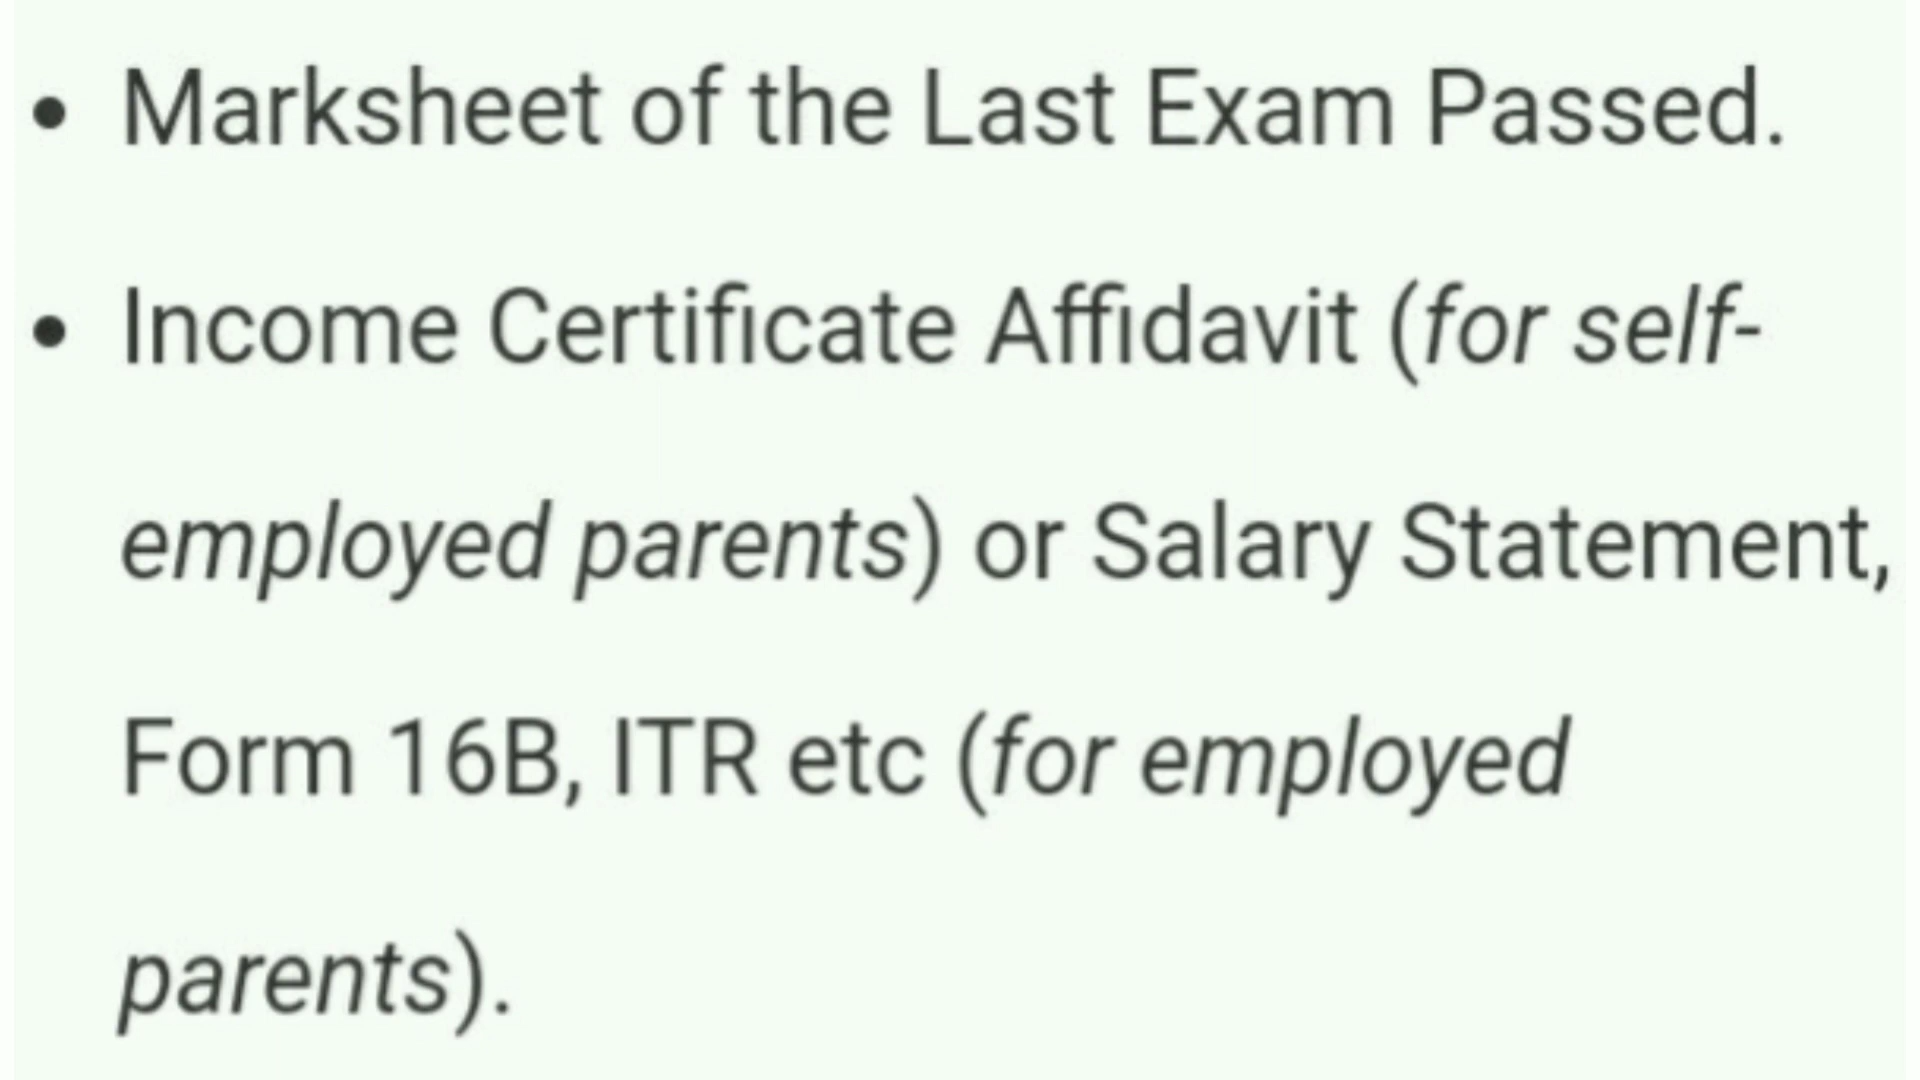 • Marksheet of the Last Exam Passed.
• Income Certificate Affidavit (for self-
employed parents) or Salary Statement,
Form 16B, ITR etc (for employed
parents).